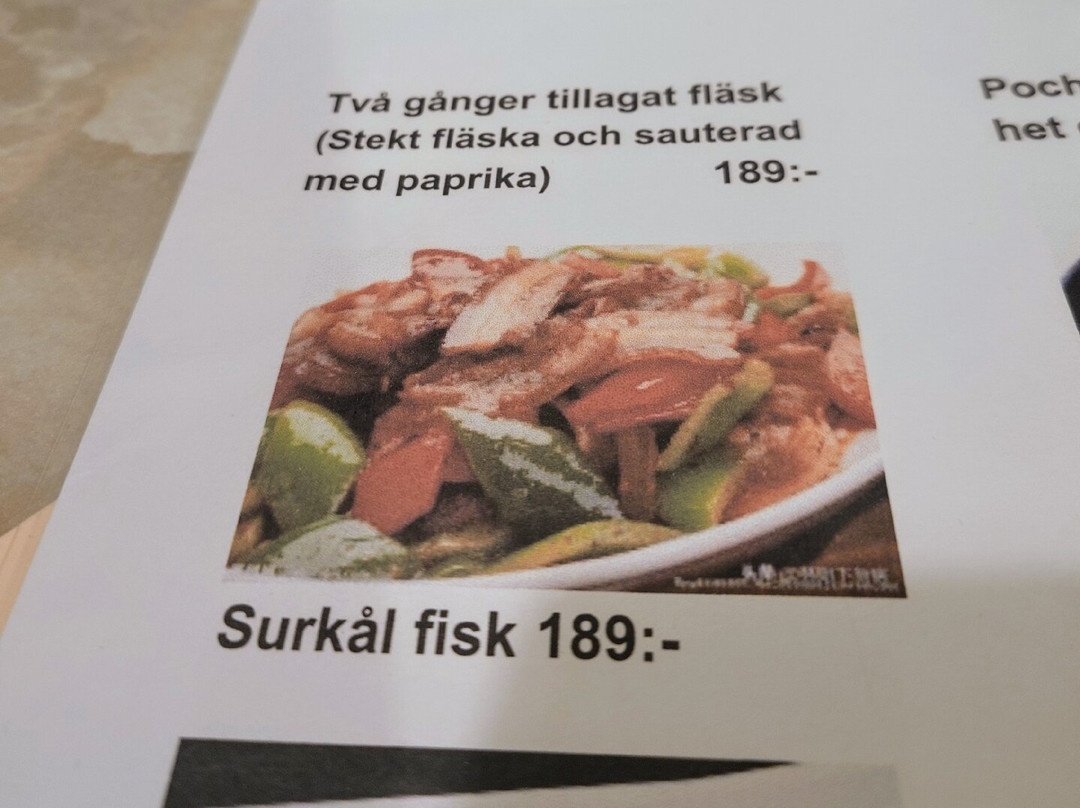 Två gånger tillagat fläsk
(Stekt fläska och sauterad
med paprika) 189:-
Poch
het
Surkål fisk 189:-